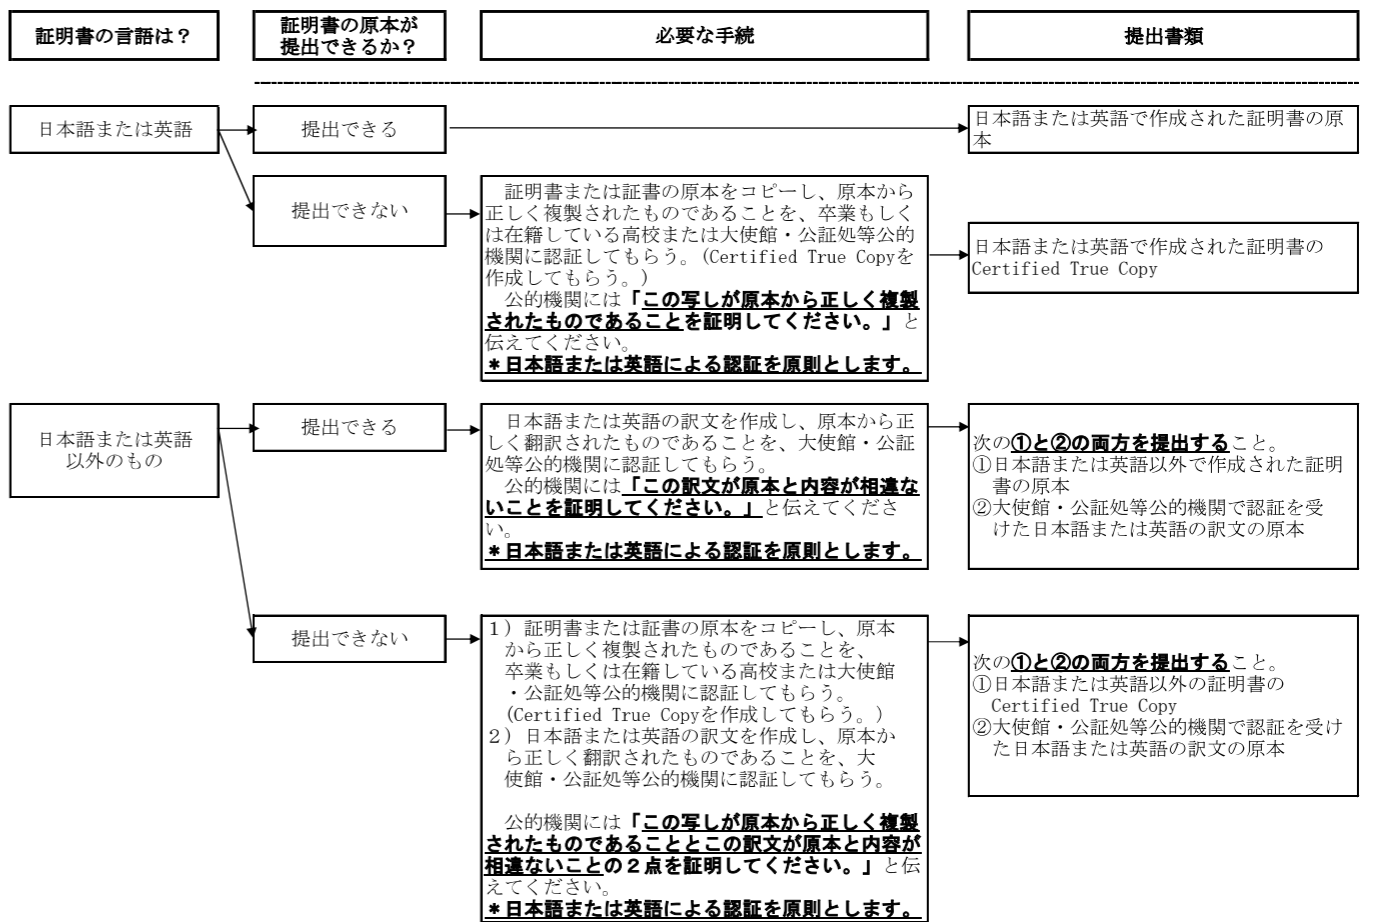 証明書の言語は?
証明書の原本が
提出できるか?
必要な手続
提出書類
日本語または英語
提出できる
日本語または英語で作成された証明書の原
本
提出できない
証明書または証書の原本をコピーし、原本から
正しく複製されたものであることを、卒業もしく
は在籍している高校または大使館・公証処等公的
機関に認証してもらう。(Certified True Copyを
作成してもらう。)
公的機関には「この写しが原本から正しく複製
されたものであることを証明してください。」と
伝えてください。
*日本語または英語による認証を原則とします。
日本語または英語で作成された証明書の
Certified True Copy
日本語または英語
以外のもの
提出できる
日本語または英語の訳文を作成し、原本から正
しく翻訳されたものであることを、大使館・公証
処等公的機関に認証してもらう。
公的機関には「この訳文が原本と内容が相違な
いことを証明してください。」と伝えてくださ
い。
*日本語または英語による認証を原則とします。
次の①と②の両方を提出すること。
①日本語または英語以外で作成された証明
書の原本
②大使館・公証処等公的機関で認証を受
けた日本語または英語の訳文の原本
提出できない
1)証明書または証書の原本をコピーし、原本
から正しく複製されたものであることを、
卒業もしくは在籍している高校または大使館
・公証処等公的機関に認証してもらう。
(Certified True Copyを作成してもらう。)
2)日本語または英語の訳文を作成し、原本か
ら正しく翻訳されたものであることを、大
使館・公証処等公的機関に認証してもらう。
公的機関には「この写しが原本から正しく複製
されたものであることとこの訳文が原本と内容が
相違ないことの2点を証明してください。」と伝
えてください。
*日本語または英語による認証を原則とします。
次の①と②の両方を提出すること。
①日本語または英語以外の証明書の
Certified True Copy
②大使館・公証処等公的機関で認証を受け
た日本語または英語の訳文の原本